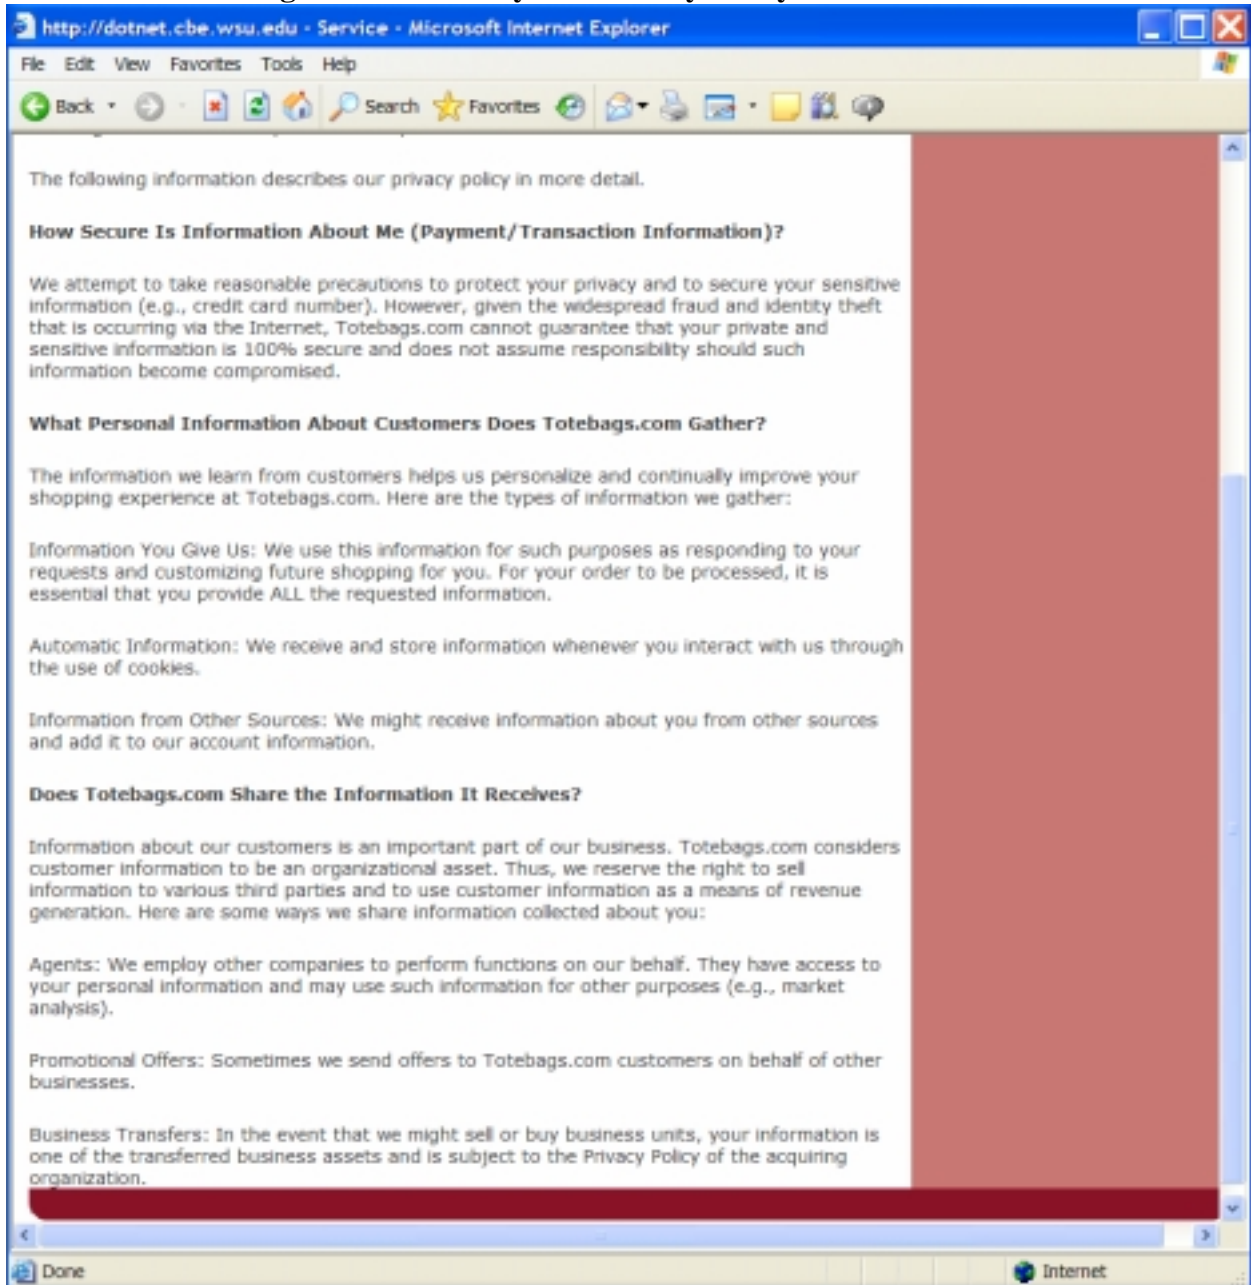 http://dotnet.cbe.wsu.edu - Service - Microsoft Internet Explorer
File Edit View Favorites Tools Help
Back Search Favorites
The following information describes our privacy policy in more detail.
How Secure Is Information About Me (Payment/Transaction Information)?
We attempt to take reasonable precautions to protect your privacy and to secure your sensitive
information (e.g., credit card number). However, given the widespread fraud and identity theft
that is occurring via the Internet, Totebags.com cannot guarantee that your private and
sensitive information is 100% secure and does not assume responsibility should such
information become compromised.
What Personal Information About Customers Does Totebags.com Gather?
The information we learn from customers helps us personalize and continually improve your
shopping experience at Totebags.com. Here are the types of information we gather:
Information You Give Us: We use this information for such purposes as responding to your
requests and customizing future shopping for you. For your order to be processed, it is
essential that you provide ALL the requested information.
Automatic Information: We receive and store information whenever you interact with us through
the use of cookies.
Information from Other Sources: We might receive information about you from other sources
and add it to our account information.
Does Totebags.com Share the Information It Receives?
Information about our customers is an important part of our business. Totebags.com considers
customer information to be an organizational asset. Thus, we reserve the right to sell
information to various third parties and to use customer information as a means of revenue
generation. Here are some ways we share information collected about you:
Agents: We employ other companies to perform functions on our behalf. They have access to
your personal information and may use such information for other purposes (e.g., market
analysis).
Promotional Offers: Sometimes we send offers to Totebags.com customers on behalf of other
businesses.
Business Transfers: In the event that we might sell or buy business units, your information is
one of the transferred business assets and is subject to the Privacy Policy of the acquiring
organization.
Done Internet